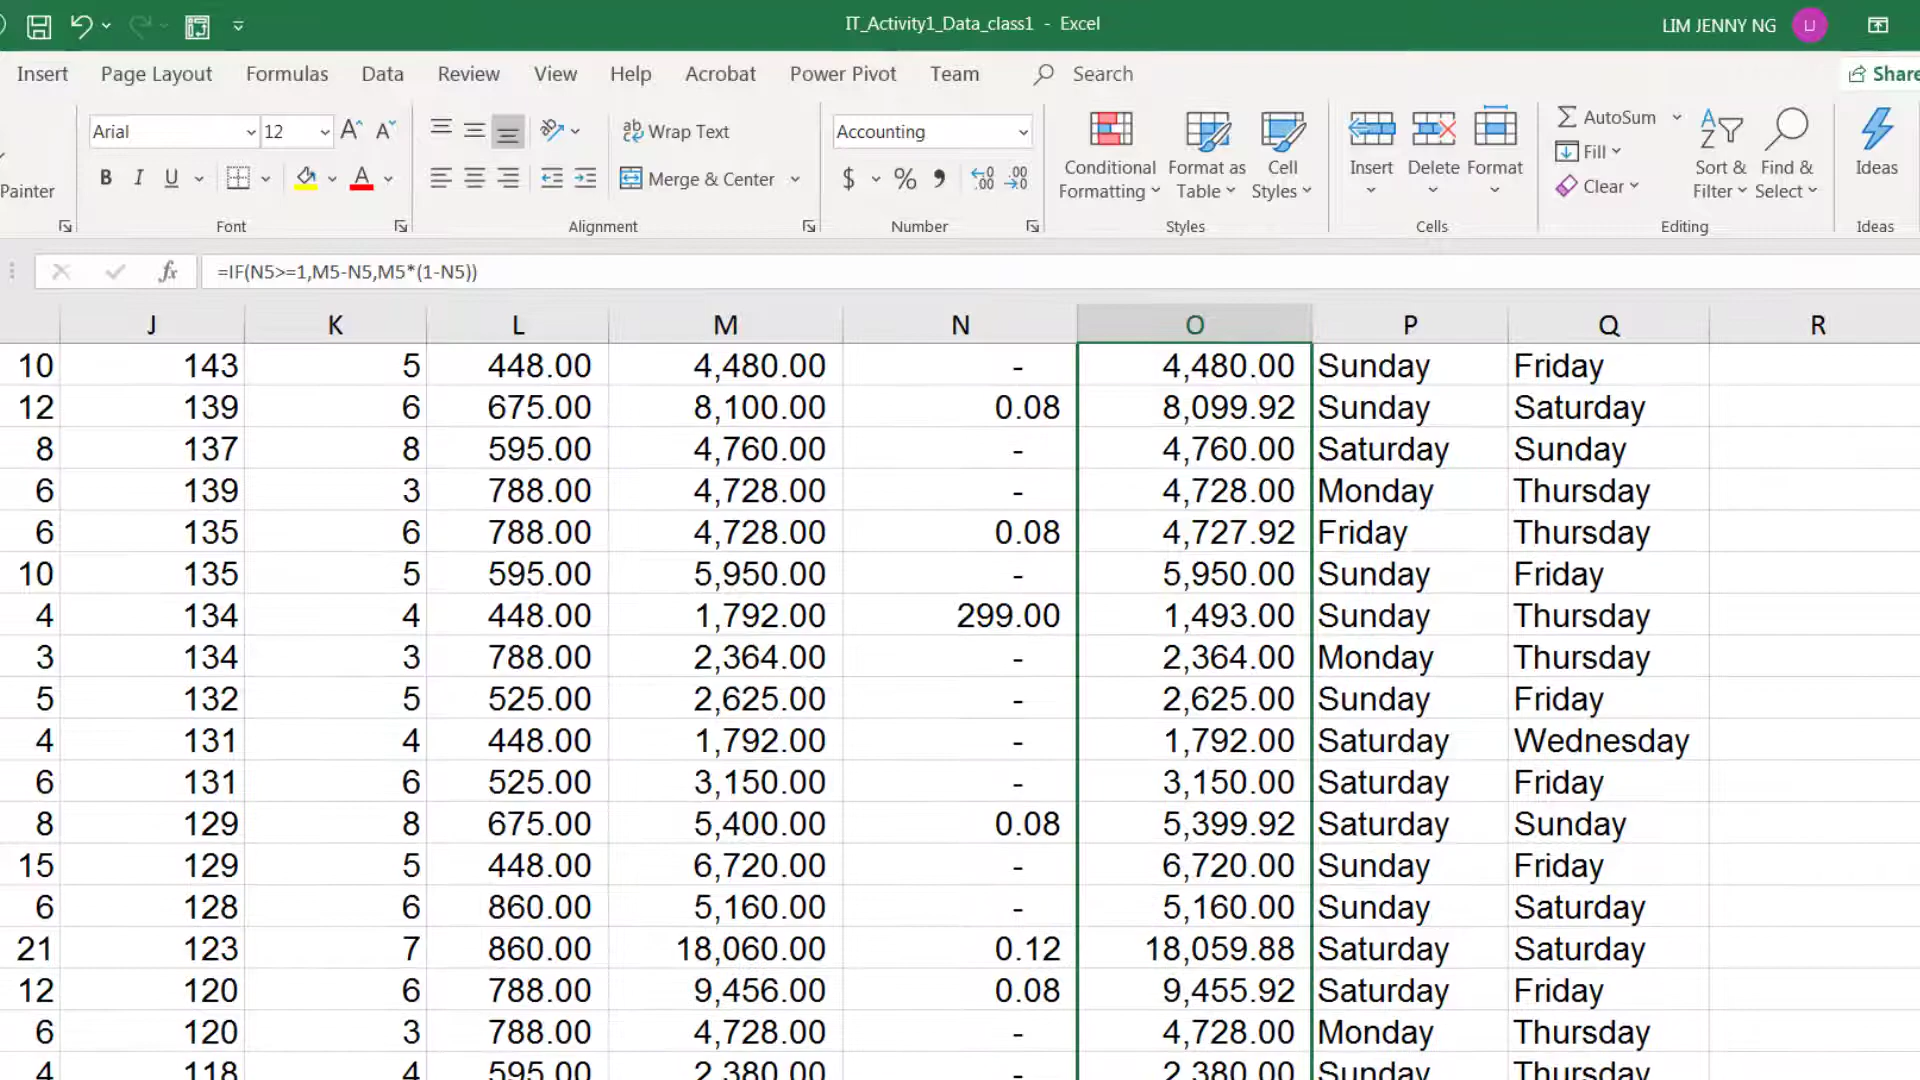 IT_Activity1_Data_class1 - Excel
LIM JENNY NG
Insert Page Layout Formulas Data Review View Help Acrobat Power Pivot Team Search
Share
Painter
Arial 12
B I U
Font
Wrap Text
Merge & Center
Alignment
Accounting
$ % 
Number
Conditional Formatting
Format as Table
Cell Styles
Styles
Insert Delete Format
Cells
AutoSum
Fill
Clear
Sort & Filter
Find & Select
Editing
Ideas
Ideas
fx =IF(N5>=1,M5-N5,M5*(1-N5))
J K L M N O P Q R
10 143 5 448.00 4,480.00 - 4,480.00 Sunday Friday
12 139 6 675.00 8,100.00 0.08 8,099.92 Sunday Saturday
8 137 8 595.00 4,760.00 - 4,760.00 Saturday Sunday
6 139 3 788.00 4,728.00 - 4,728.00 Monday Thursday
6 135 6 788.00 4,728.00 0.08 4,727.92 Friday Thursday
10 135 5 595.00 5,950.00 - 5,950.00 Sunday Friday
4 134 4 448.00 1,792.00 299.00 1,493.00 Sunday Thursday
3 134 3 788.00 2,364.00 - 2,364.00 Monday Thursday
5 132 5 525.00 2,625.00 - 2,625.00 Sunday Friday
4 131 4 448.00 1,792.00 - 1,792.00 Saturday Wednesday
6 131 6 525.00 3,150.00 - 3,150.00 Saturday Friday
8 129 8 675.00 5,400.00 0.08 5,399.92 Saturday Sunday
15 129 5 448.00 6,720.00 - 6,720.00 Sunday Friday
6 128 6 860.00 5,160.00 - 5,160.00 Sunday Saturday
21 123 7 860.00 18,060.00 0.12 18,059.88 Saturday Saturday
12 120 6 788.00 9,456.00 0.08 9,455.92 Saturday Friday
6 120 3 788.00 4,728.00 - 4,728.00 Monday Thursday
4 118 4 595.00 2,380.00 - 2,380.00 Sunday Thursday